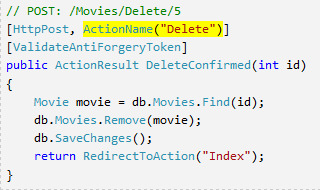 // POST: /Movies/Delete/5
[HttpPost, ActionName("Delete")]
[ValidateAntiForgeryToken]
public ActionResult DeleteConfirmed(int id)
{
    Movie movie = db.Movies.Find(id);
    db.Movies.Remove(movie);
    db.SaveChanges();
    return RedirectToAction("Index");
}